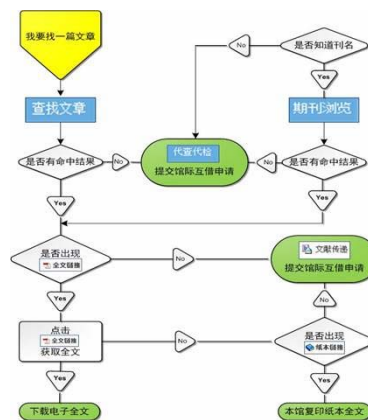 我要找一篇文章
No
是否知道刊名
Yes
查找文章
期刊浏览
代查代检
是否有命中结果
No
提交馆际互借申请
No
是否有命中结果
Yes
Yes
是否出现
全文链接
No
文献传递
提交馆际互借申请
Yes
No
点击
全文链接
获取全文
No
是否出现
纸本链接
Yes
Yes
下载电子全文
本馆复印纸本全文